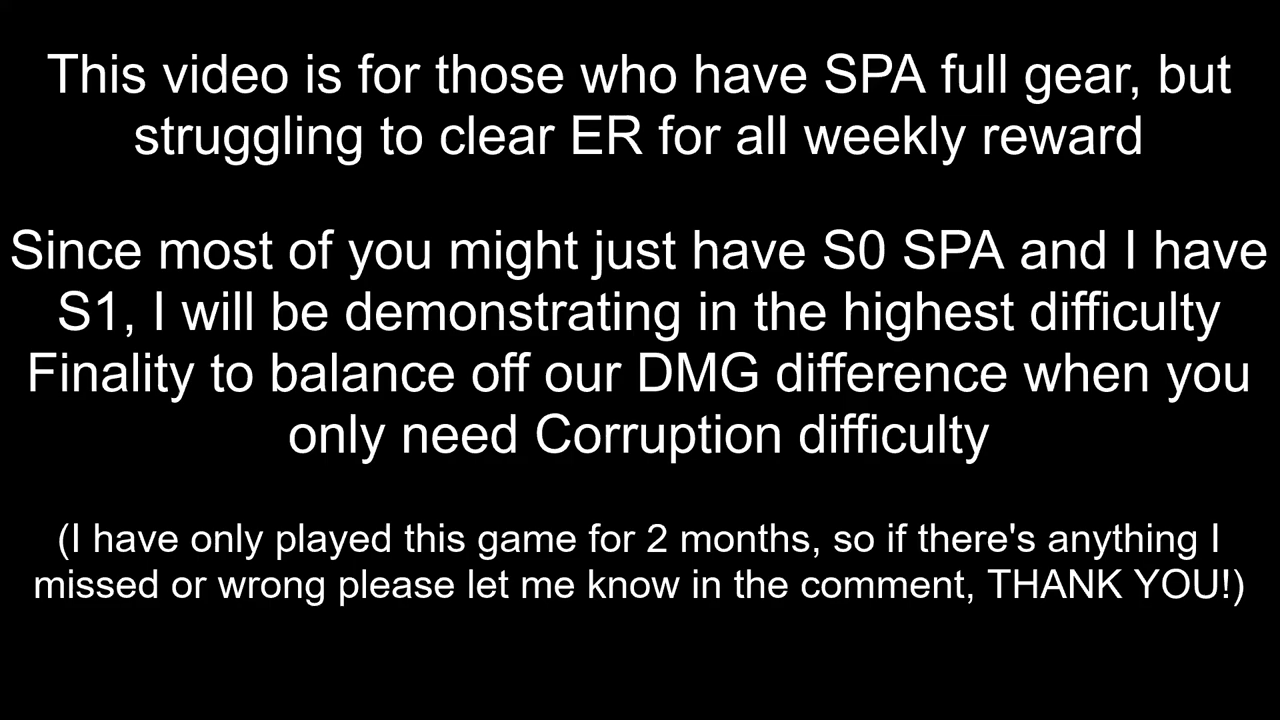 This video is for those who have SPA full gear, but
struggling to clear ER for all weekly reward
Since most of you might just have S0 SPA and I have
S1, I will be demonstrating in the highest difficulty
Finality to balance off our DMG difference when you
only need Corruption difficulty
(I have only played this game for 2 months, so if there's anything I
missed or wrong please let me know in the comment, THANK YOU!)